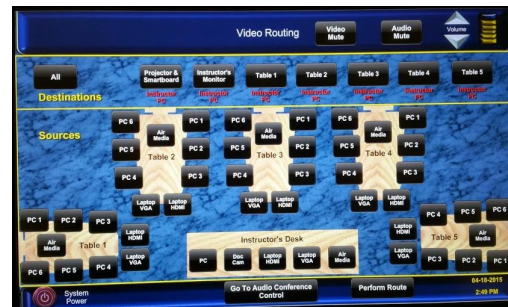 Video Routing
Video Mute
Audio Mute
Volume
All
Projector & Smartboard
Instructor's Monitor
Table 1
Table 2
Table 3
Table 4
Table 5
Destinations
Instructor PC
Instructor PC
Instructor PC
Instructor PC
Instructor PC
Instructor PC
Instructor PC
Sources
PC 6
Air Media
PC 1
PC 5
Table 2
PC 2
PC 4
PC 3
Laptop VGA
Laptop HDMI
PC 6
Air Media
PC 1
PC 5
Table 3
PC 2
PC 4
PC 3
Laptop VGA
Laptop HDMI
PC 6
Air Media
PC 1
PC 5
Table 4
PC 2
PC 4
PC 3
Laptop VGA
Laptop HDMI
PC 1
PC 2
PC 3
Air Media
Table 1
Laptop HDMI
Laptop VGA
PC 6
PC 5
PC 4
Instructor's Desk
PC
Doc Cam
Laptop HDMI
Laptop VGA
Air Media
PC 4
PC 5
PC 6
Laptop HDMI
Table 5
Air Media
Laptop VGA
PC 3
PC 2
PC 1
System Power
Go To Audio Conference Control
Perform Route
04-10-2015
2:49 PM